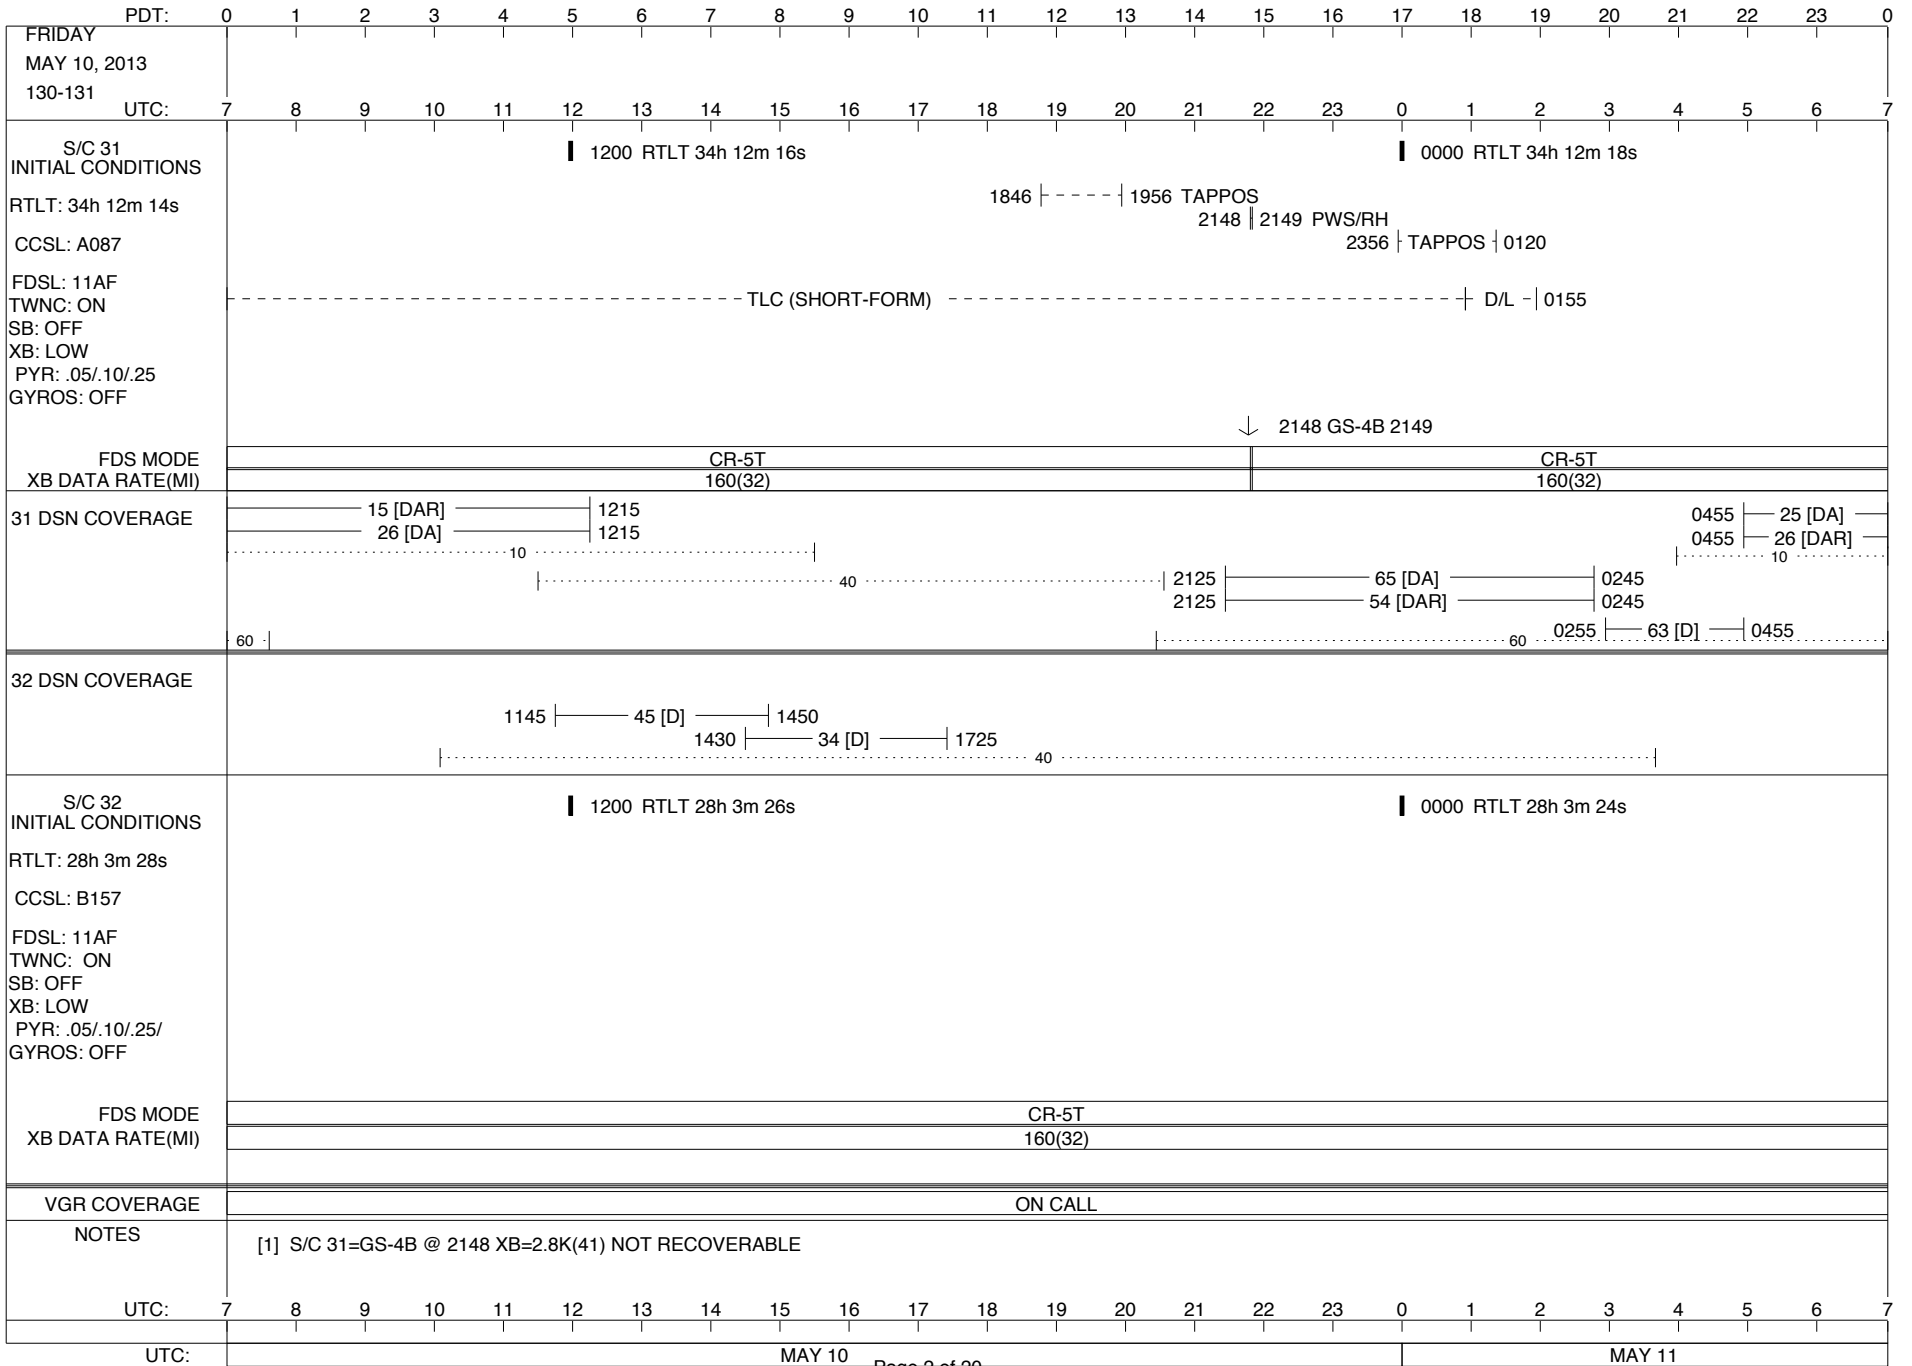 PDT: 0 1 2 3 4 5 6 7 8 9 10 11 12 13 14 15 16 17 18 19 20 21 22 23 0
FRIDAY
MAY 10, 2013
130-131
UTC: 7 8 9 10 11 12 13 14 15 16 17 18 19 20 21 22 23 0 1 2 3 4 5 6 7
S/C 31
INITIAL CONDITIONS
1200 RTLT 34h 12m 16s
0000 RTLT 34h 12m 18s
RTLT: 34h 12m 14s
1846 1956 TAPPOS
2148 2149 PWS/RH
CCSL: A087
2356 TAPPOS 0120
FDSL: 11AF
TWNC: ON
TLC (SHORT-FORM) D/L 0155
SB: OFF
XB: LOW
PYR: .05/.10/.25
GYROS: OFF
2148 GS-4B 2149
FDS MODE CR-5T CR-5T
XB DATA RATE(MI) 160(32) 160(32)
31 DSN COVERAGE
15 [DAR] 1215
26 [DA] 1215
10
0455 25 [DA]
0455 26 [DAR]
10
40
2125 65 [DA] 0245
2125 54 [DAR] 0245
0255 63 [D] 0455
60 60
32 DSN COVERAGE
1145 45 [D] 1450
1430 34 [D] 1725
40
S/C 32
INITIAL CONDITIONS
1200 RTLT 28h 3m 26s
0000 RTLT 28h 3m 24s
RTLT: 28h 3m 28s
CCSL: B157
FDSL: 11AF
TWNC: ON
SB: OFF
XB: LOW
PYR: .05/.10/.25/
GYROS: OFF
FDS MODE CR-5T
XB DATA RATE(MI) 160(32)
VGR COVERAGE ON CALL
NOTES
[1] S/C 31=GS-4B @ 2148 XB=2.8K(41) NOT RECOVERABLE
UTC: 7 8 9 10 11 12 13 14 15 16 17 18 19 20 21 22 23 0 1 2 3 4 5 6 7
UTC: MAY 10 MAY 11
Page 2 of 20